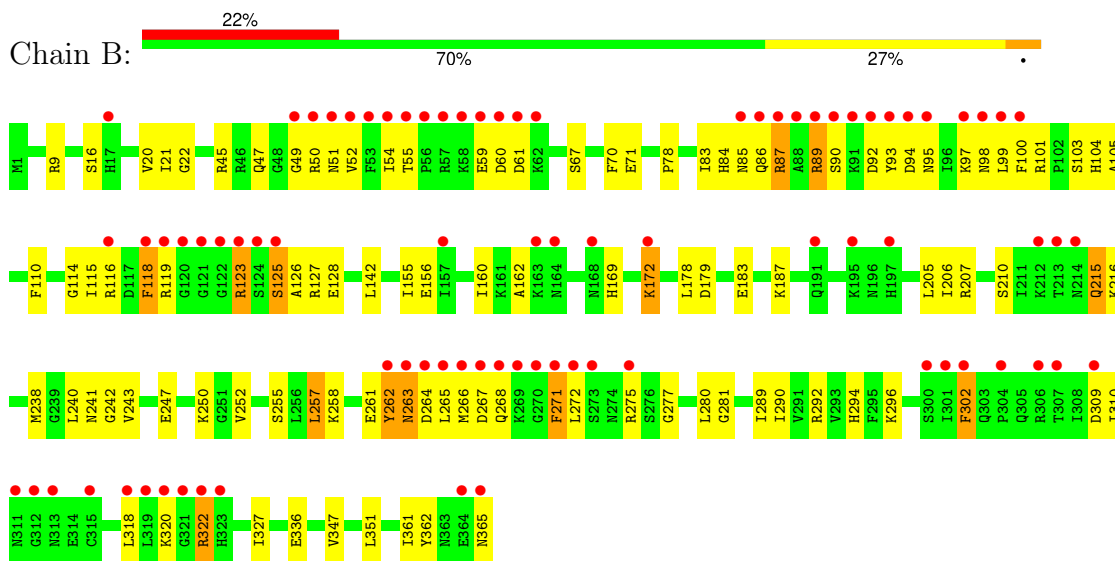 22%
Chain B:
70% 27% •
M1 R9 S16 H17 V20 I21 G22 R45 R46 Q47 G48 G49 R50 N51 V52 F53 I54 T55 P56 R57 K58 E59 D60 D61 K62 S67 F70 E71 P78 I83 H84 N85 Q86 R87 A88 R89 S90 K91 D92 Y93 D94 N95 I96 K97 N98 L99 F100 R101 P102 S103 H104 A105
F110 G114 I115 R116 D117 F118 R119 G120 G121 G122 R123 S124 S125 A126 R127 E128 L142 I155 E156 I157 I160 K161 A162 K163 N164 N168 H169 K172 L178 D179 E183 K187 Q191 K195 N196 H197 L205 I206 R207 S210 I211 K212 T213 N214 Q215 K216
M238 G239 L240 N241 G242 V243 E247 K250 G251 V252 S255 L256 L257 K258 E261 Y262 N263 D264 L265 M266 D267 Q268 K269 G270 F271 L272 S273 N274 R275 S276 G277 L280 G281 I289 I290 V291 R292 V293 H294 F295 K296 S300 I301 F302 Q303 P304 Q305 R306 T307 I308 D309 I310
N311 G312 N313 E314 C315 L318 L319 K320 G321 R322 H323 I327 E336 V347 L351 I361 Y362 N363 E364 N365